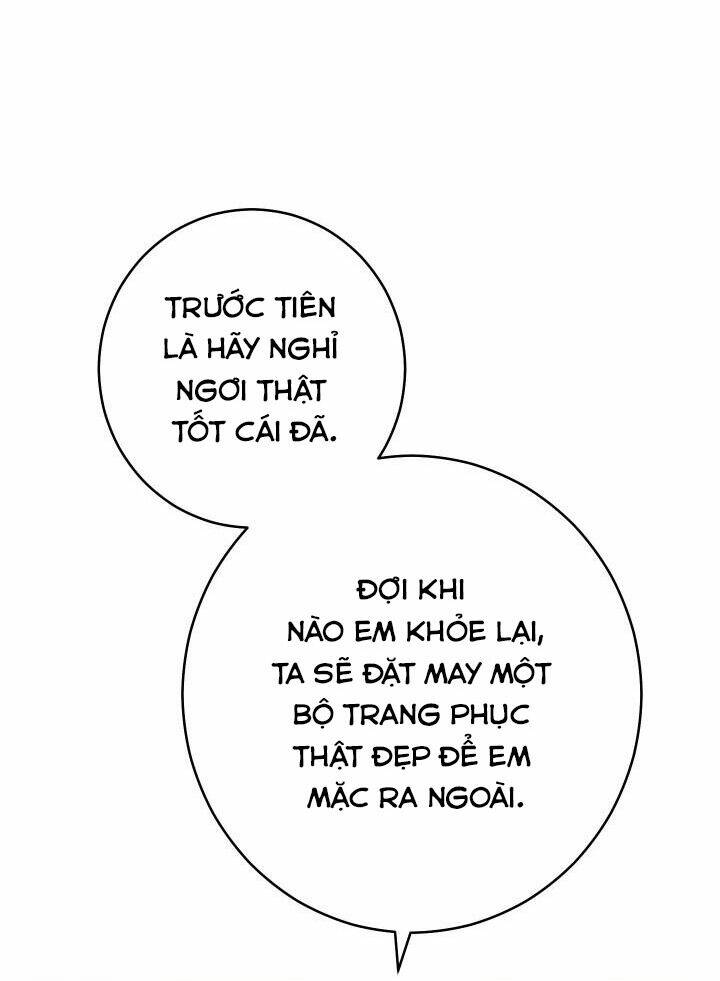 TRƯỚC TIÊN
LÀ HÃY NGHỈ
NGƠI THẬT
TỐT CÁI ĐÃ.
ĐỢI KHI
NÀO EM KHỎE LẠI,
TA SẼ ĐẶT MAY MỘT
BỘ TRANG PHỤC
THẬT ĐẸP ĐỂ EM
MẶC RA NGOÀI.